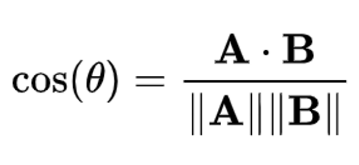 cos(θ) = A · B / ‖A‖‖B‖